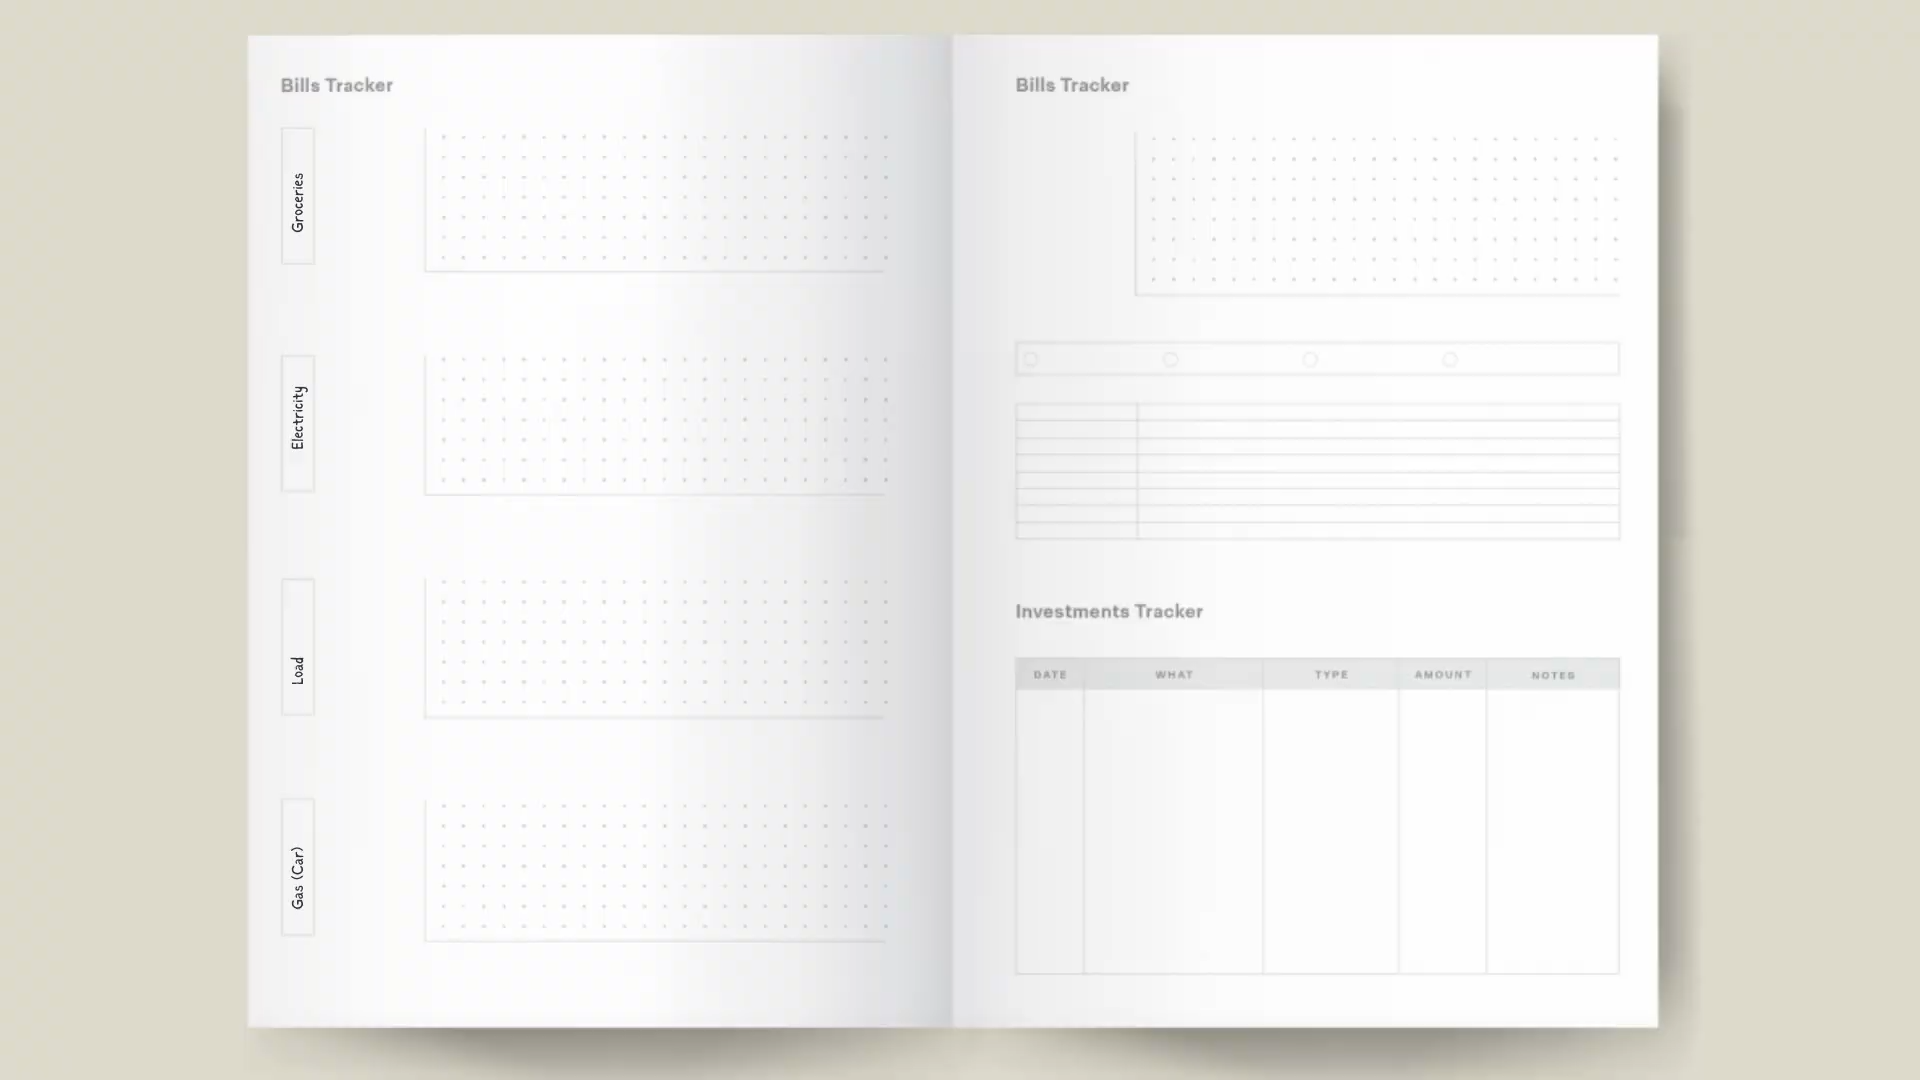 Bills Tracker
Groceries
Electricity
Load
Gas (Car)
Bills Tracker
Investments Tracker
DATE WHAT TYPE AMOUNT NOTES